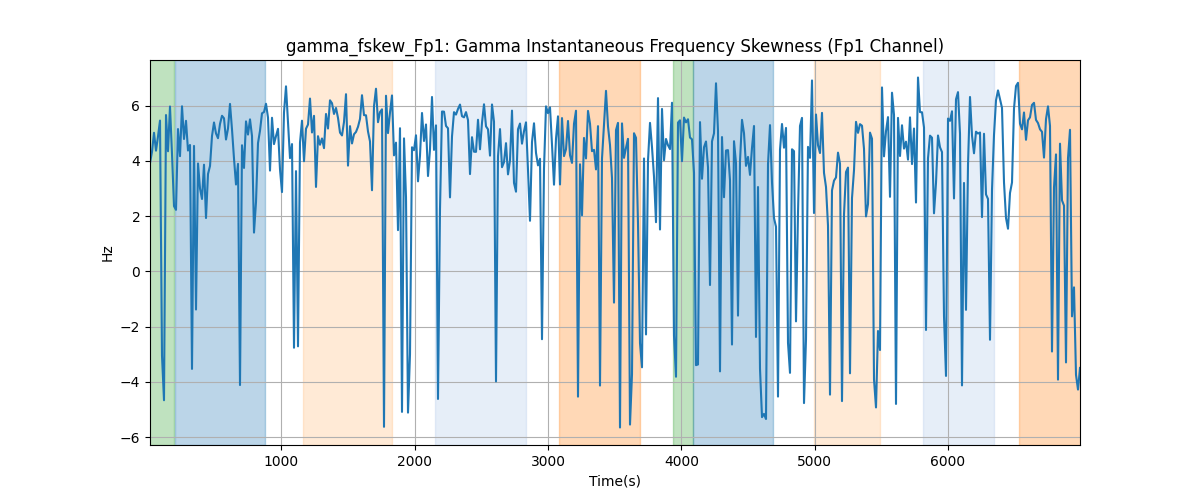 gamma_fskew_Fp1: Gamma Instantaneous Frequency Skewness (Fp1 Channel)
6
4
2
0
−2
−4
−6
Hz
1000 2000 3000 4000 5000 6000
Time(s)